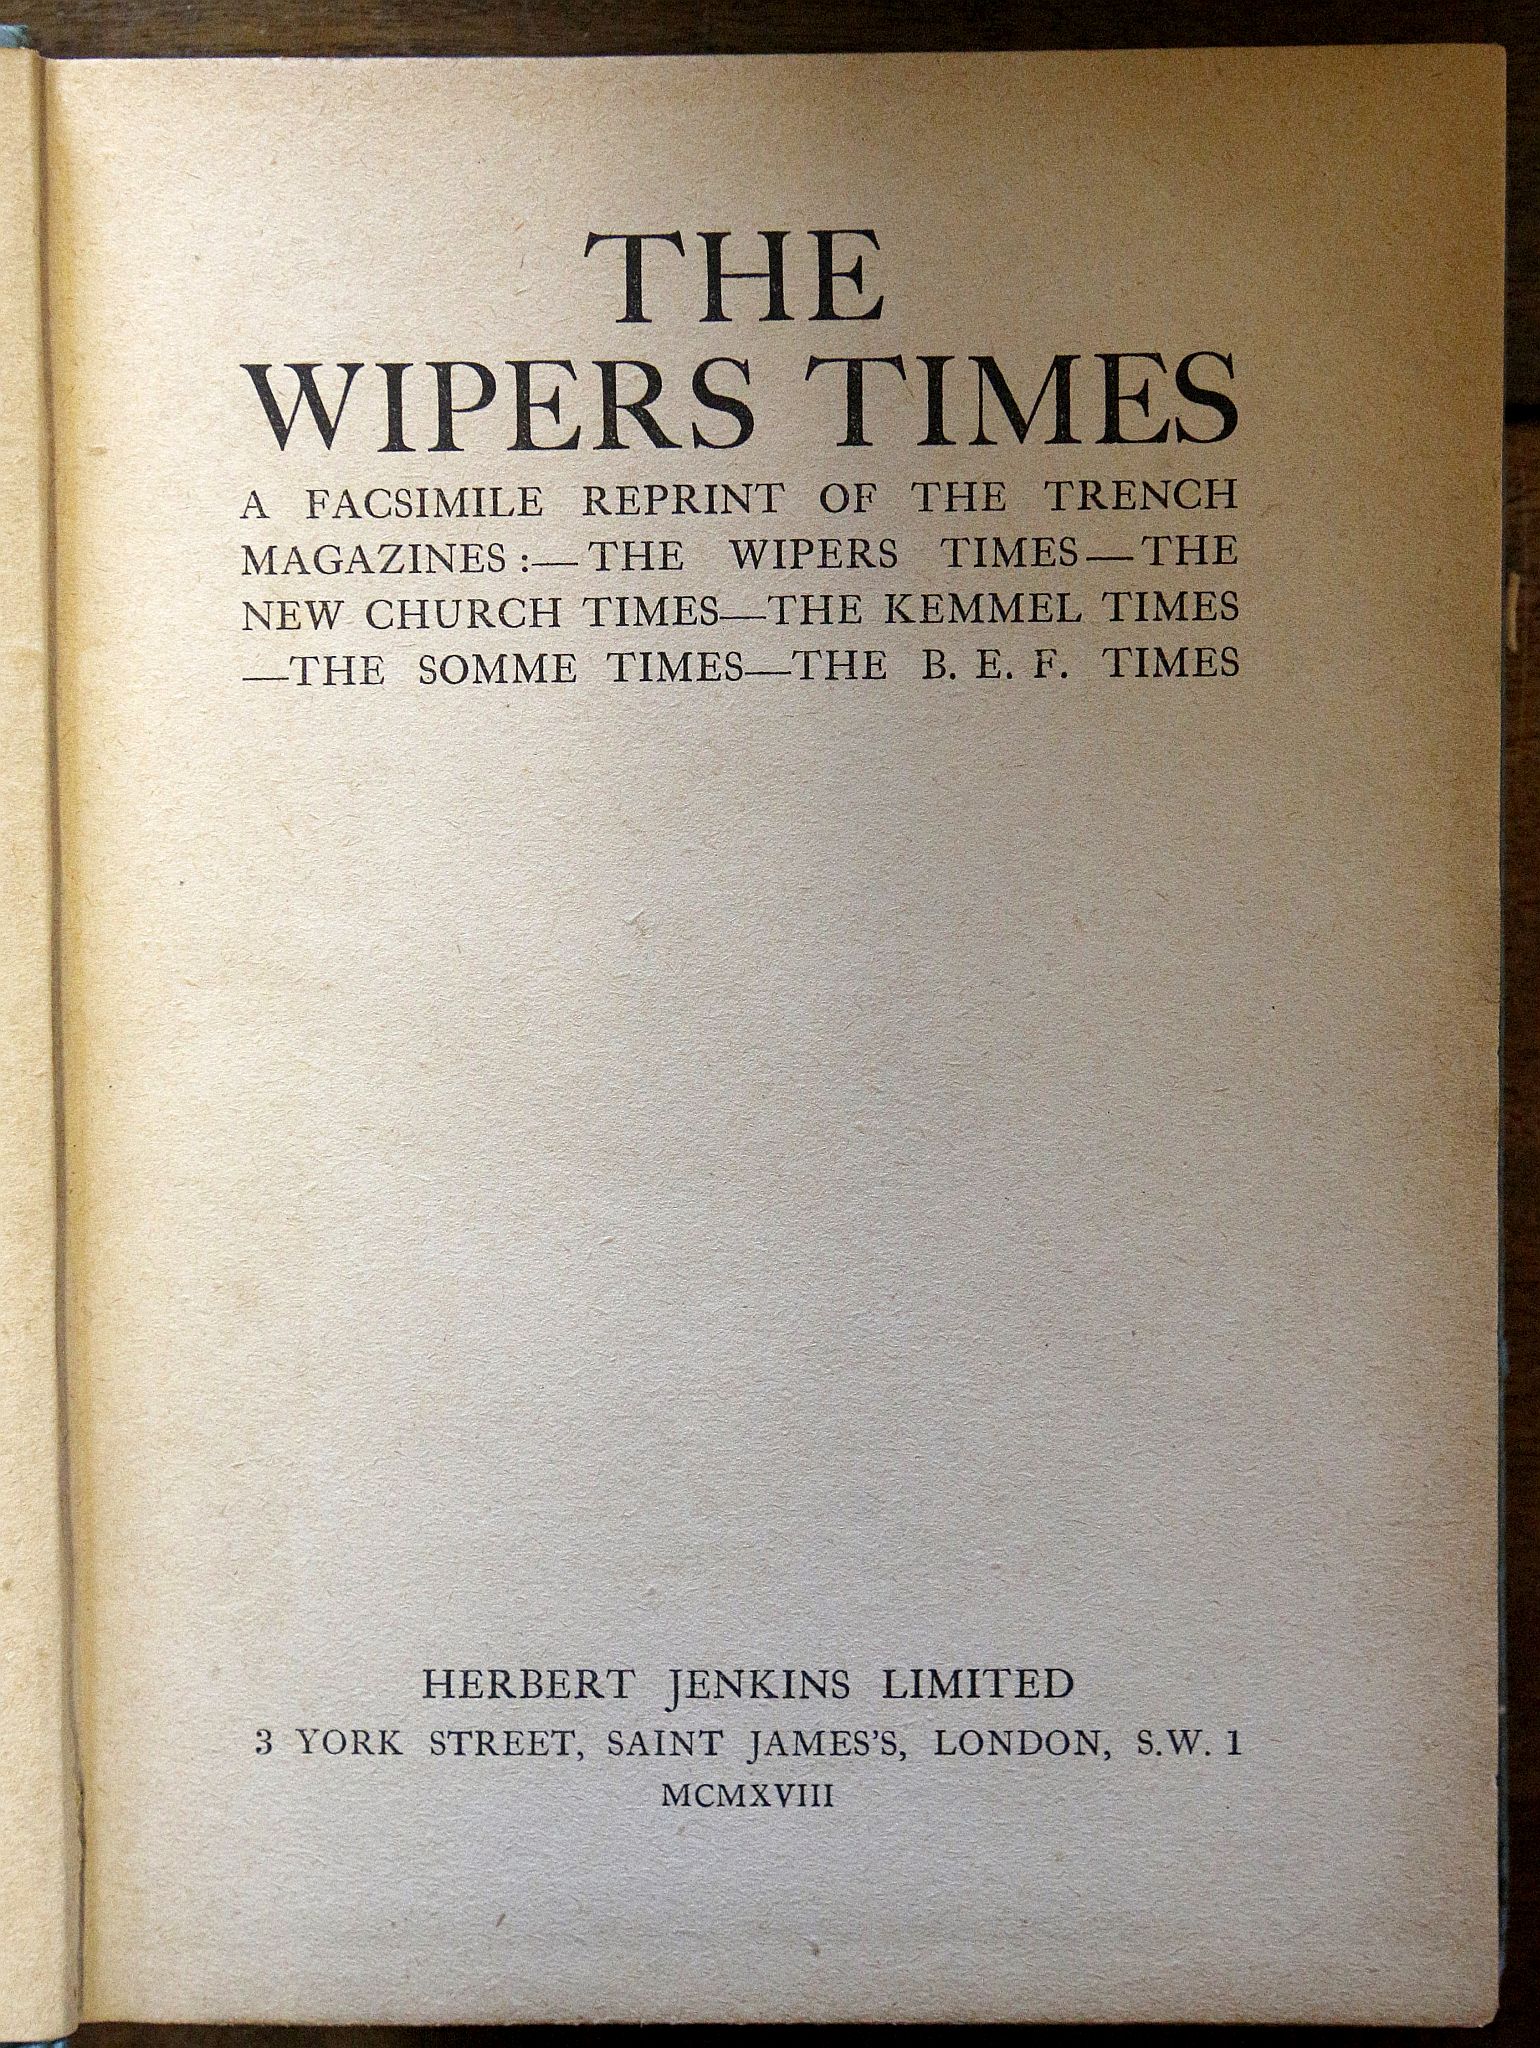 THE
WIPERS TIMES
A FACSIMILE REPRINT OF THE TRENCH
MAGAZINES:—THE WIPERS TIMES—THE
NEW CHURCH TIMES—THE KEMMEL TIMES
—THE SOMME TIMES—THE B. E. F. TIMES
HERBERT JENKINS LIMITED
3 YORK STREET, SAINT JAMES'S, LONDON, S.W. 1
MCMXVIII